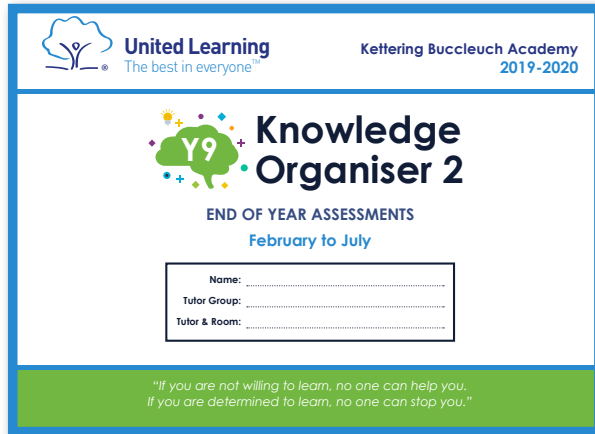 United Learning
The best in everyone™
Kettering Buccleuch Academy
2019-2020
Y9
Knowledge
Organiser 2
END OF YEAR ASSESSMENTS
February to July
Name:
Tutor Group:
Tutor & Room:
“If you are not willing to learn, no one can help you.
If you are determined to learn, no one can stop you.”